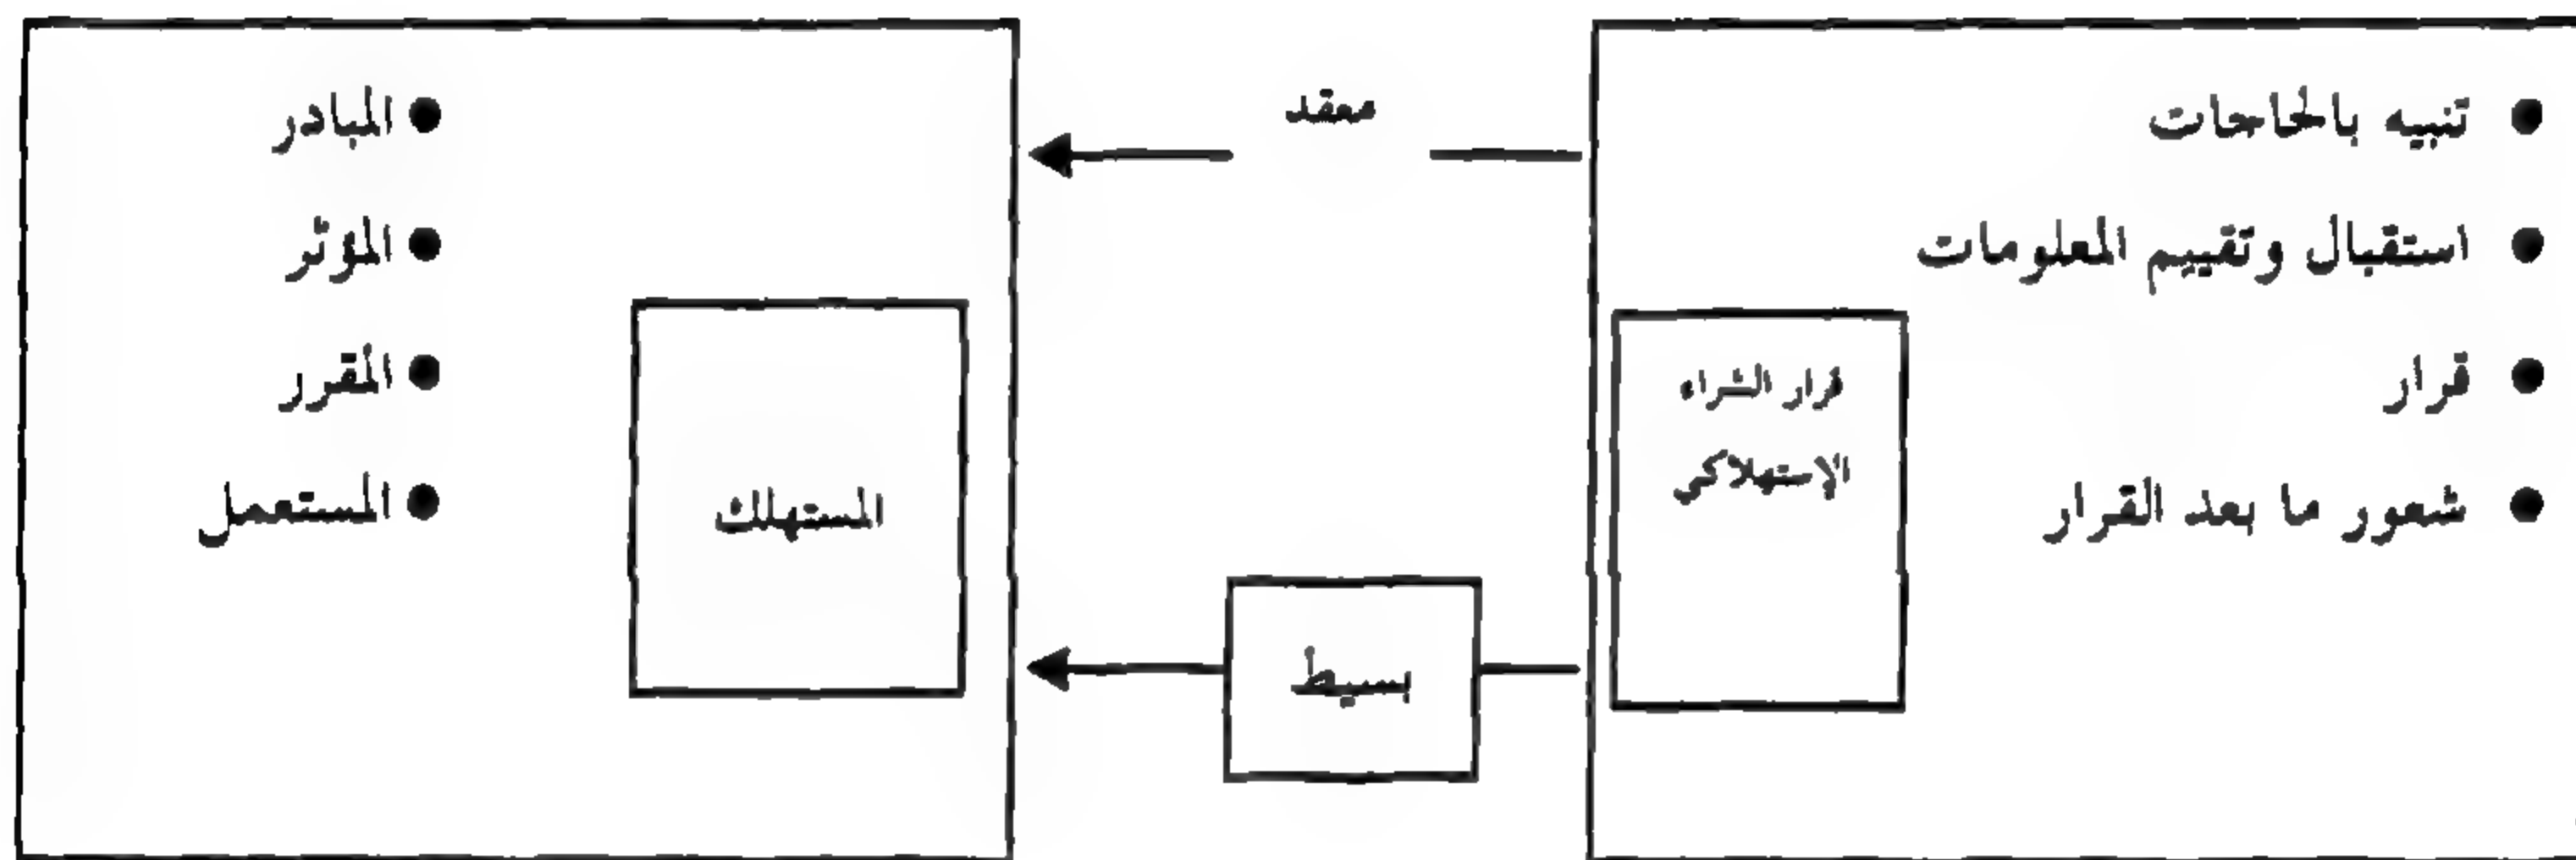 • تنبيه بالحاجات
• استقبال وتقييم المعلومات
• قرار
• شعور ما بعد القرار
قرار الشراء
الإستهلاكي
معقد
بسيط
المستهلك
• المبادر
• المؤثر
• المقرر
• المستعمل